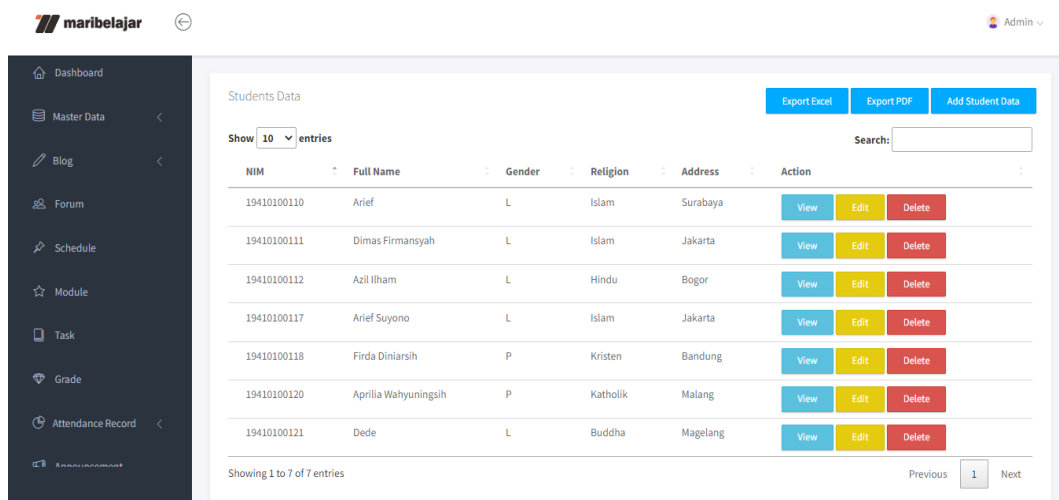 maribelajar
Admin
Dashboard
Master Data
Blog
Forum
Schedule
Module
Task
Grade
Attendance Record
Announcement
Students Data
Export Excel Export PDF Add Student Data
Show 10 entries Search:
NIM Full Name Gender Religion Address Action
19410100110 Arief L Islam Surabaya View Edit Delete
19410100111 Dimas Firmansyah L Islam Jakarta View Edit Delete
19410100112 Azil Ilham L Hindu Bogor View Edit Delete
19410100117 Arief Suyono L Islam Jakarta View Edit Delete
19410100118 Firda Diniarsih P Kristen Bandung View Edit Delete
19410100120 Aprilia Wahyuningsih P Katholik Malang View Edit Delete
19410100121 Dede L Buddha Magelang View Edit Delete
Showing 1 to 7 of 7 entries Previous 1 Next